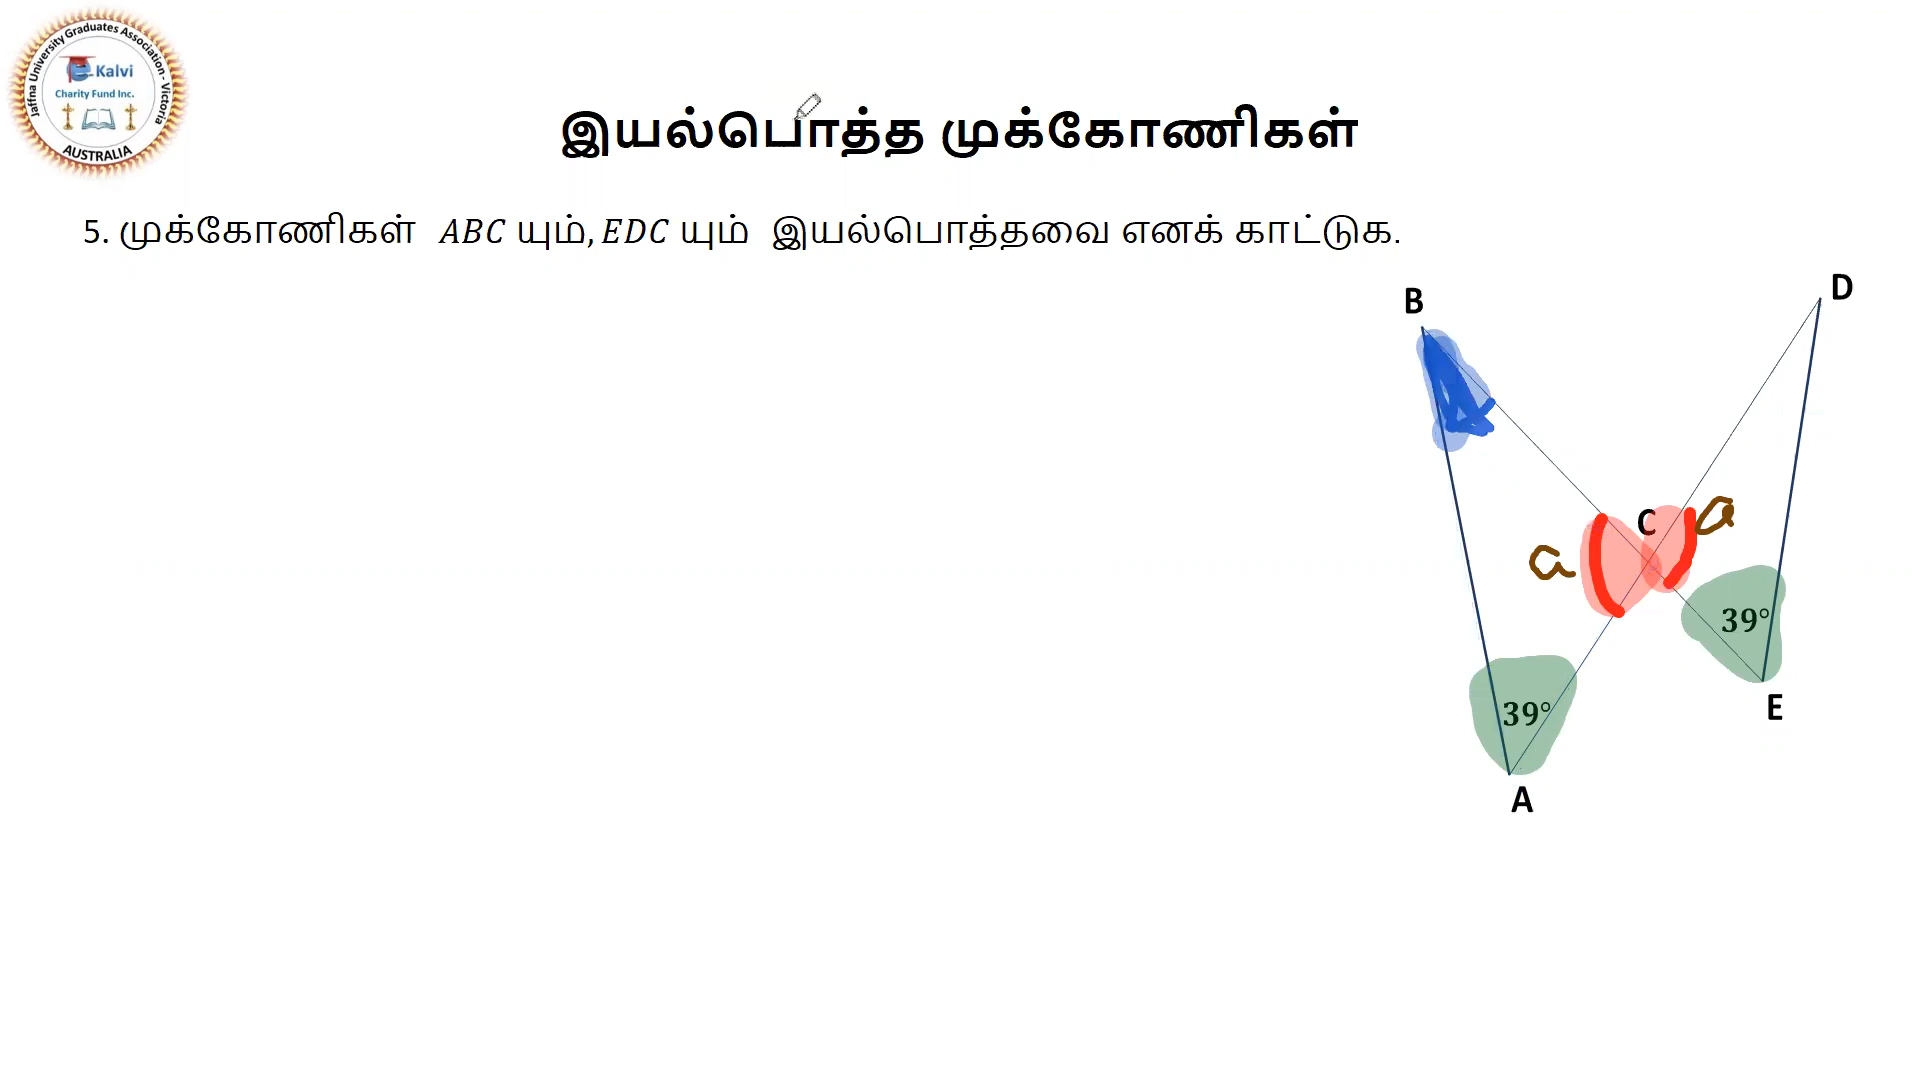 Jaffna University Graduates Association - Victoria
eKalvi
Charity Fund Inc.
AUSTRALIA
இயல்பொத்த முக்கோணிகள்
5. முக்கோணிகள் ABC யும், EDC யும் இயல்பொத்தவை எனக் காட்டுக.
D
B
C
a
a
39°
E
39°
A